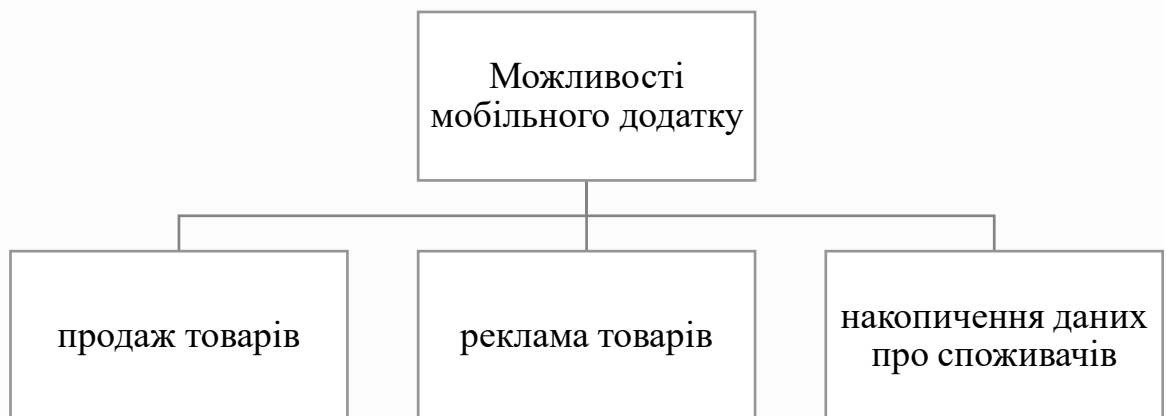 Можливості
мобільного додатку
продаж товарів
реклама товарів
накопичення даних
про споживачів